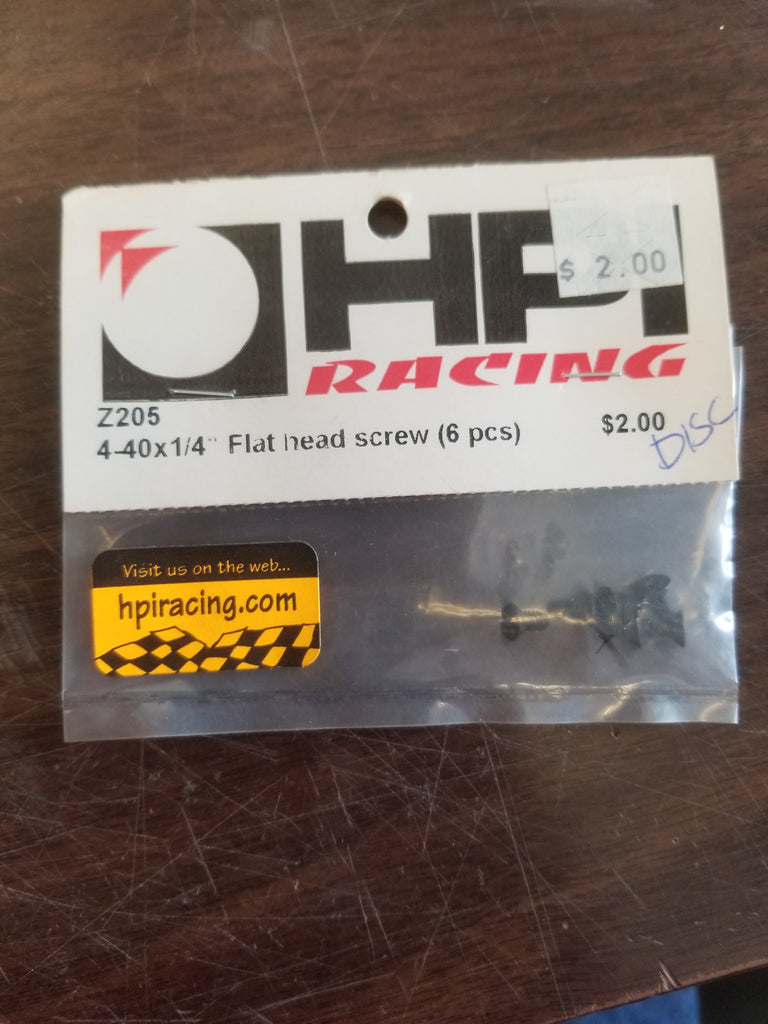 HPI
$ 2.00
RACING
Z205
4-40x1/4" Flat head screw (6 pcs)
$2.00
DISC
Visit us on the web...
hpiracing.com